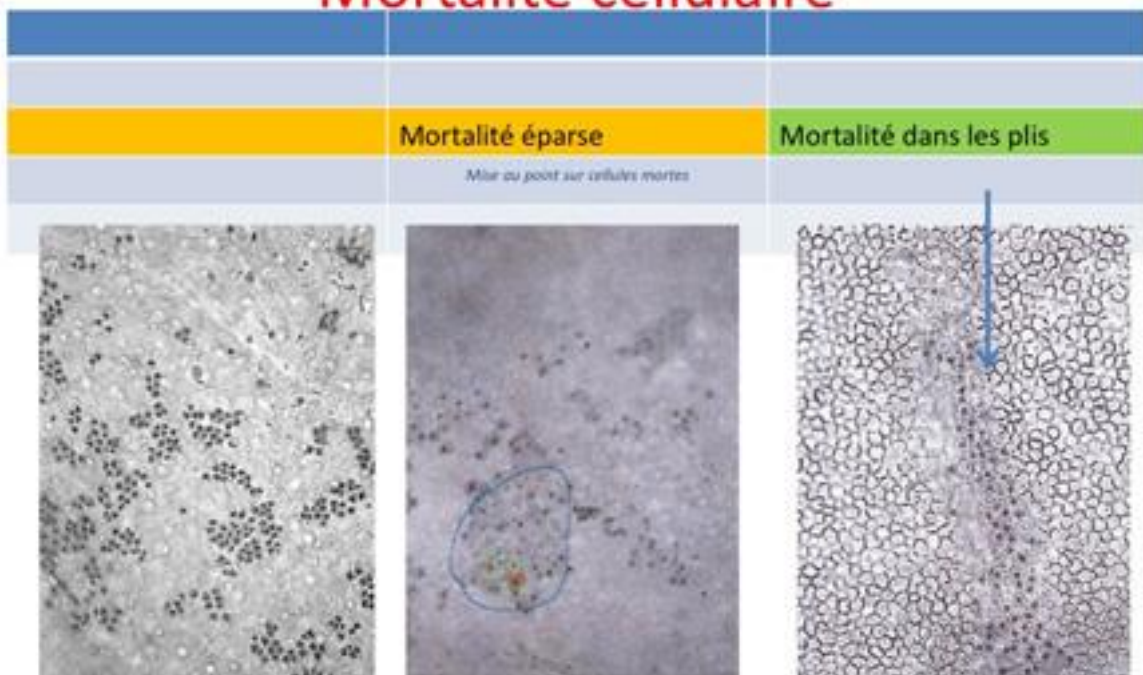 Mortalité cellulaire
Mortalité éparse
Mortalité dans les plis
Mise au point sur cellules mortes